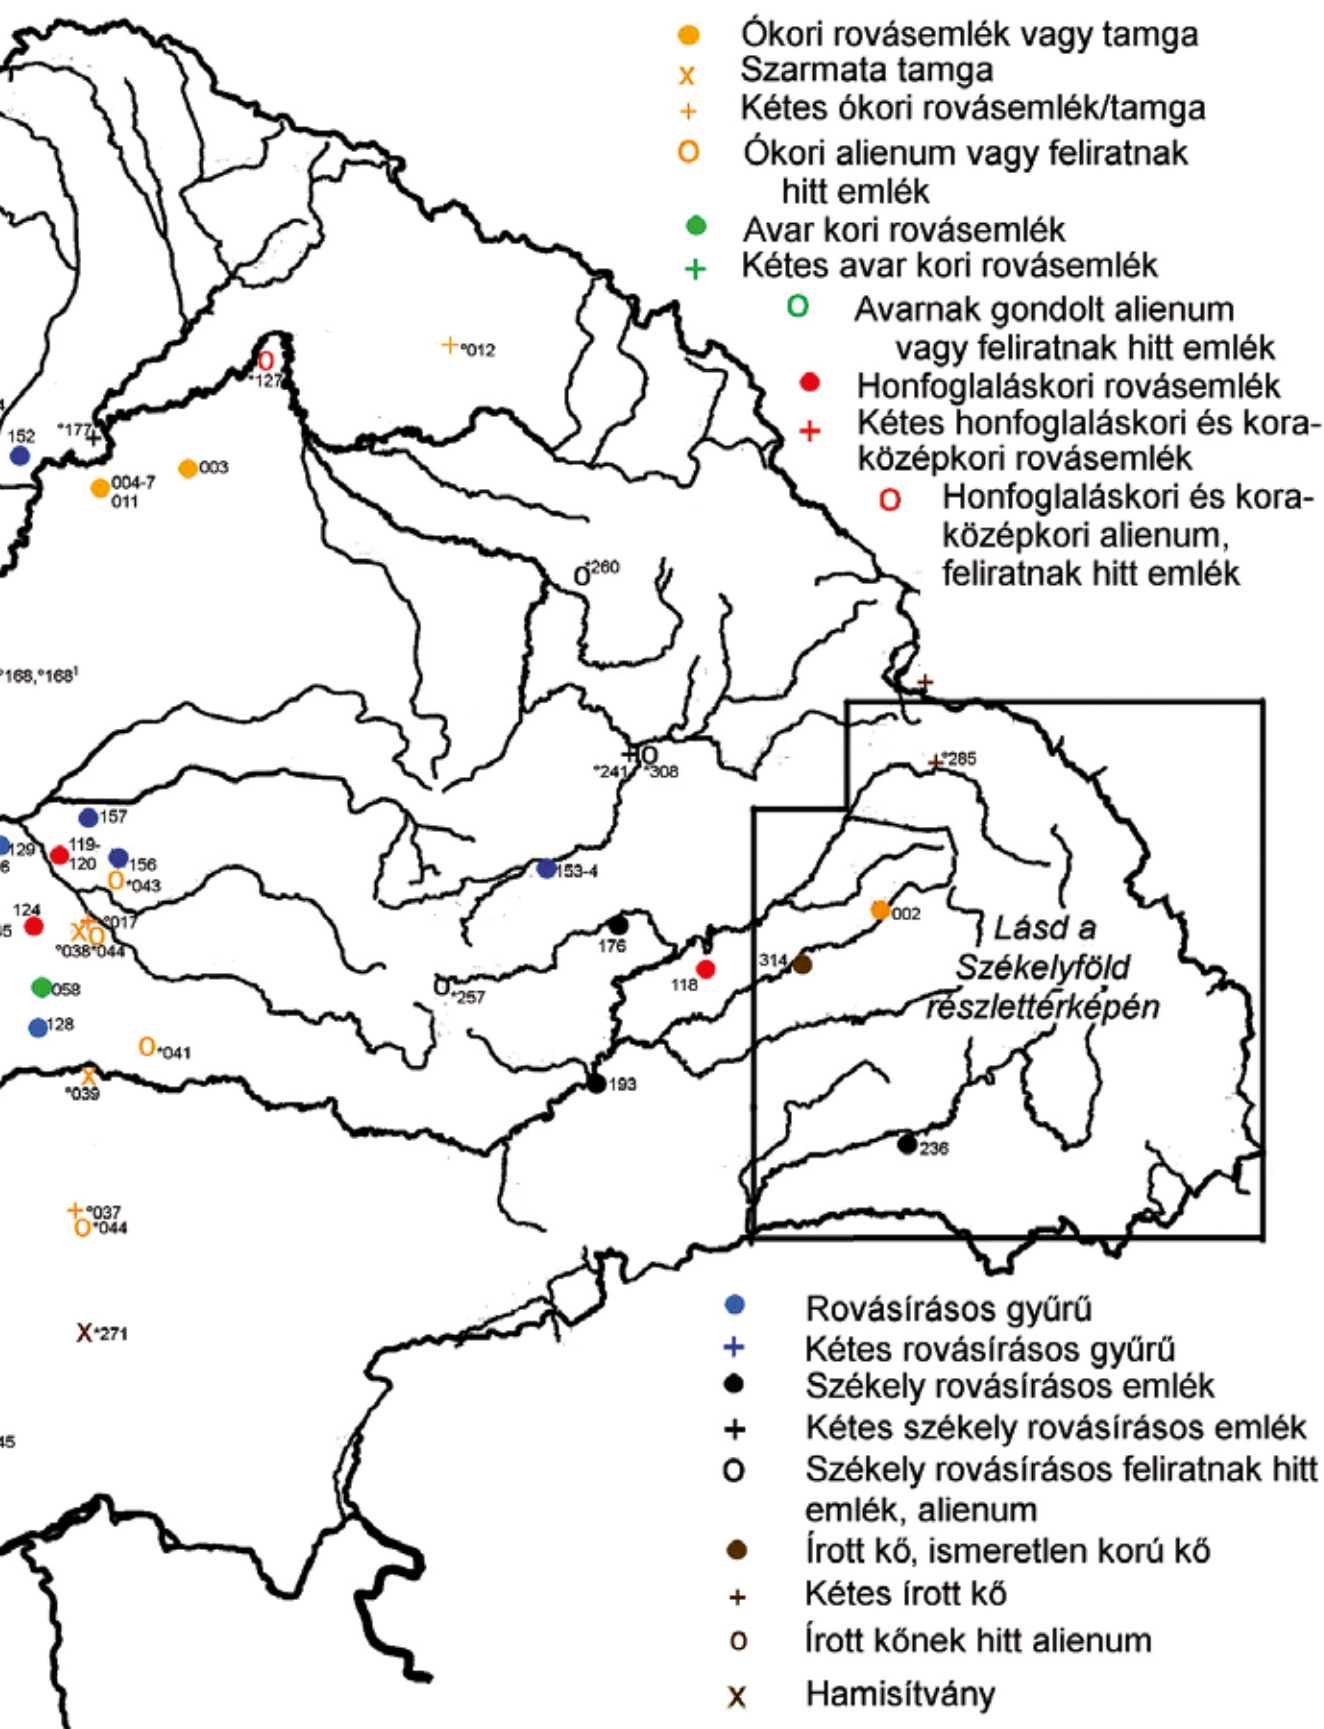 Ókori rovásemlék vagy tamga
x Szarmata tamga
+ Kétes ókori rovásemlék/tamga
o Ókori alienum vagy feliratnak
hitt emlék
Avar kori rovásemlék
+ Kétes avar kori rovásemlék
o Avarnak gondolt alienum
vagy feliratnak hitt emlék
Honfoglaláskori rovásemlék
+ Kétes honfoglaláskori és kora-
középkori rovásemlék
o Honfoglaláskori és kora-
középkori alienum,
feliratnak hitt emlék
°012
*127
4
152
°177
003
004-7
011
*260
°168,°168¹
°241
*308
°285
157
129
6
119-
120
156
*043
153-4
002
124
45
°017
°038*044
176
118
314
Lásd a
Székelyföld
részlettérképén
058
*257
128
*041
°039
193
236
°037
*044
x*271
45
Rovásírásos gyűrű
+ Kétes rovásírásos gyűrű
Székely rovásírásos emlék
+ Kétes székely rovásírásos emlék
o Székely rovásírásos feliratnak hitt
emlék, alienum
Írott kő, ismeretlen korú kő
+ Kétes írott kő
o Írott kőnek hitt alienum
x Hamisítvány